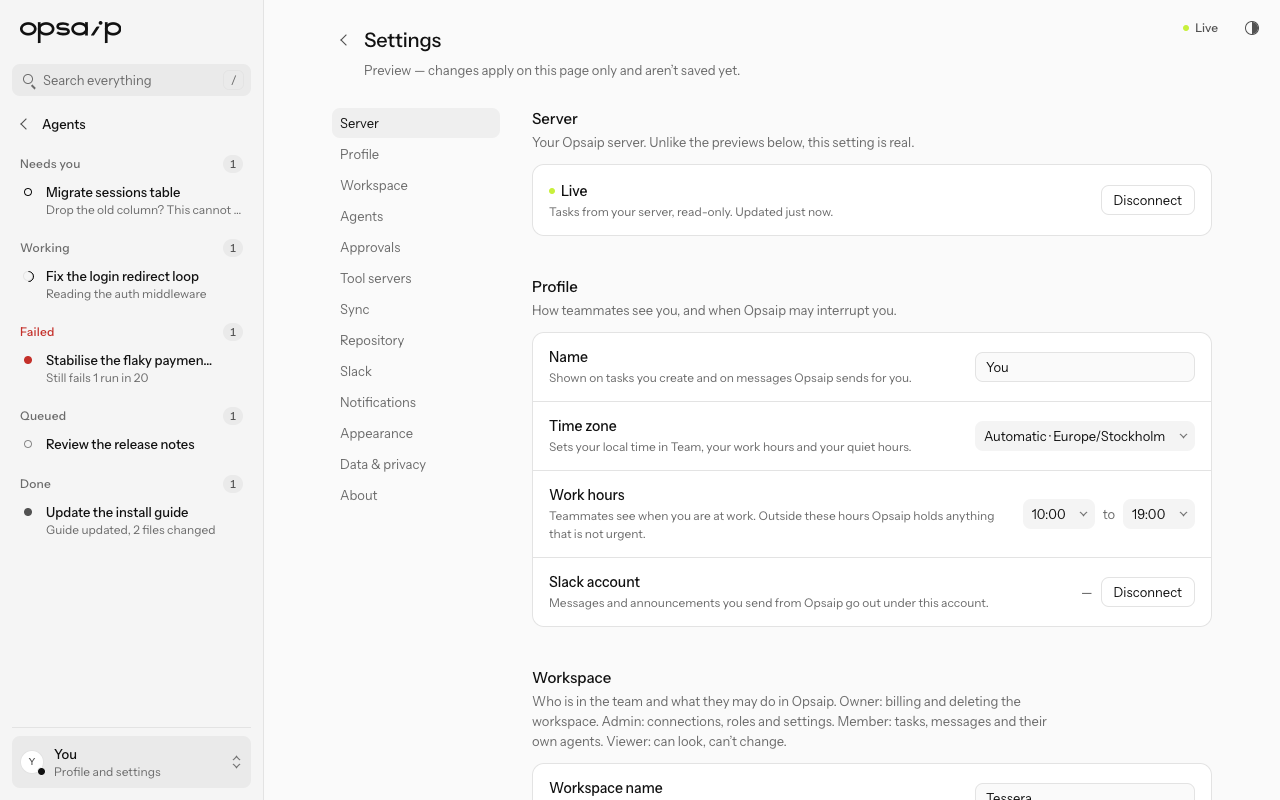 opsaip
Search everything
/
Agents
Needs you
1
Migrate sessions table
Drop the old column? This cannot ...
Working
1
Fix the login redirect loop
Reading the auth middleware
Failed
1
Stabilise the flaky paymen...
Still fails 1 run in 20
Queued
1
Review the release notes
Done
1
Update the install guide
Guide updated, 2 files changed
Y
You
Profile and settings
Settings
Preview — changes apply on this page only and aren't saved yet.
Live
Server
Profile
Workspace
Agents
Approvals
Tool servers
Sync
Repository
Slack
Notifications
Appearance
Data & privacy
About
Server
Your Opsaip server. Unlike the previews below, this setting is real.
Live
Tasks from your server, read-only. Updated just now.
Disconnect
Profile
How teammates see you, and when Opsaip may interrupt you.
Name
Shown on tasks you create and on messages Opsaip sends for you.
You
Time zone
Sets your local time in Team, your work hours and your quiet hours.
Automatic · Europe/Stockholm
Work hours
Teammates see when you are at work. Outside these hours Opsaip holds anything
that is not urgent.
10:00
to
19:00
Slack account
Messages and announcements you send from Opsaip go out under this account.
—
Disconnect
Workspace
Who is in the team and what they may do in Opsaip. Owner: billing and deleting the
workspace. Admin: connections, roles and settings. Member: tasks, messages and their
own agents. Viewer: can look, can't change.
Workspace name
Tessera